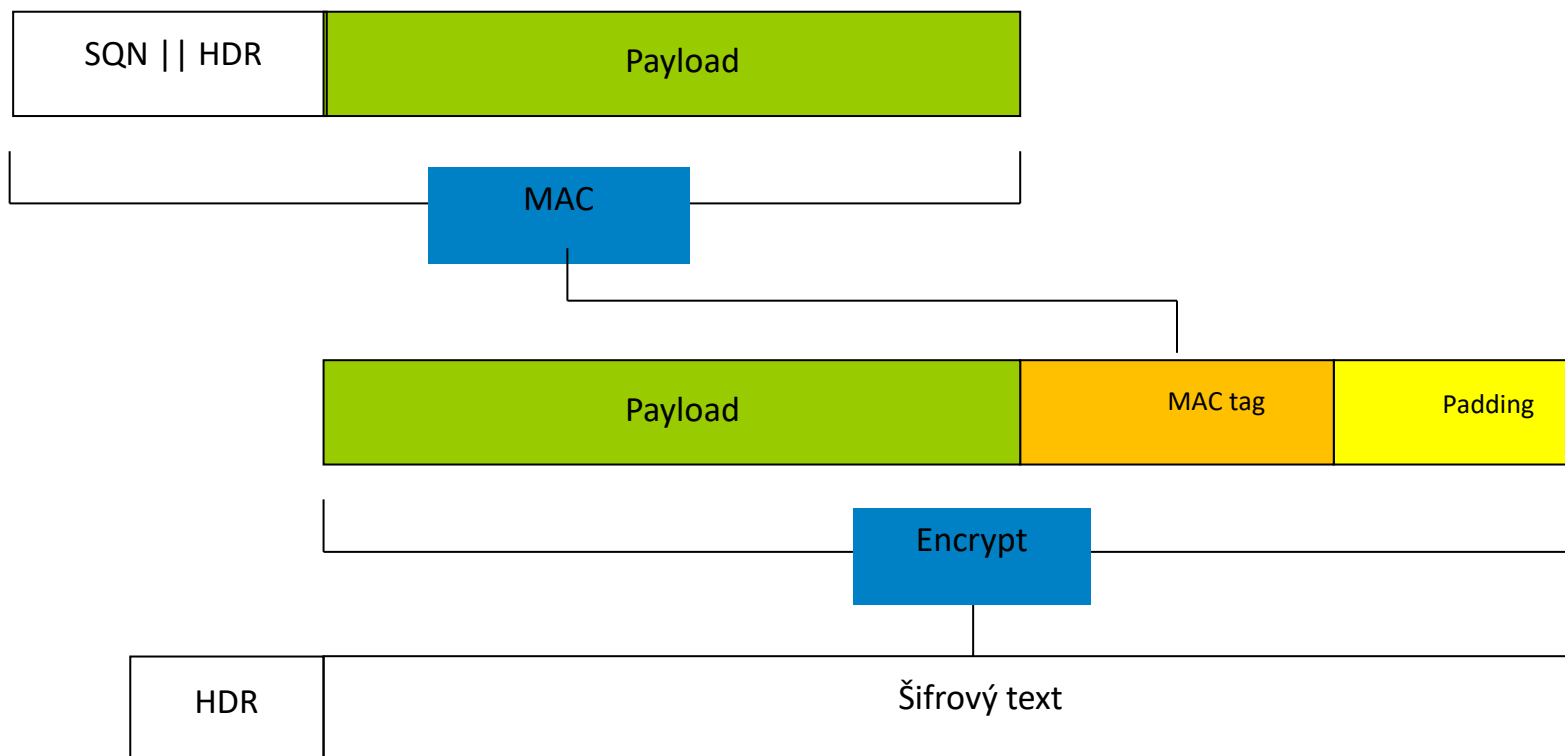 SQN || HDR
Payload
MAC
Payload
MAC tag
Padding
Encrypt
HDR
Šifrový text